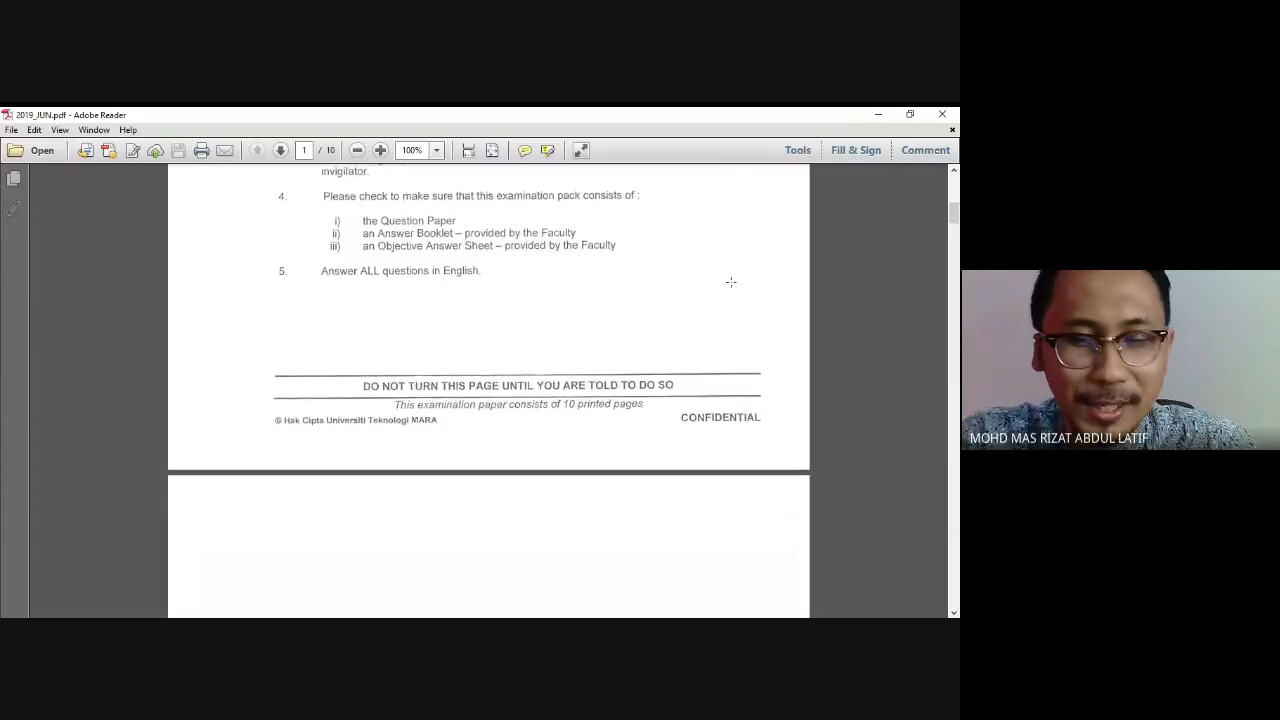 2019_JUN.pdf - Adobe Reader
File Edit View Window Help
Open 1 / 10 100% Tools Fill & Sign Comment
invigilator.
4. Please check to make sure that this examination pack consists of :
i) the Question Paper
ii) an Answer Booklet – provided by the Faculty
iii) an Objective Answer Sheet – provided by the Faculty
5. Answer ALL questions in English.
DO NOT TURN THIS PAGE UNTIL YOU ARE TOLD TO DO SO
This examination paper consists of 10 printed pages
© Hak Cipta Universiti Teknologi MARA CONFIDENTIAL
MOHD MAS RIZAT ABDUL LATIF